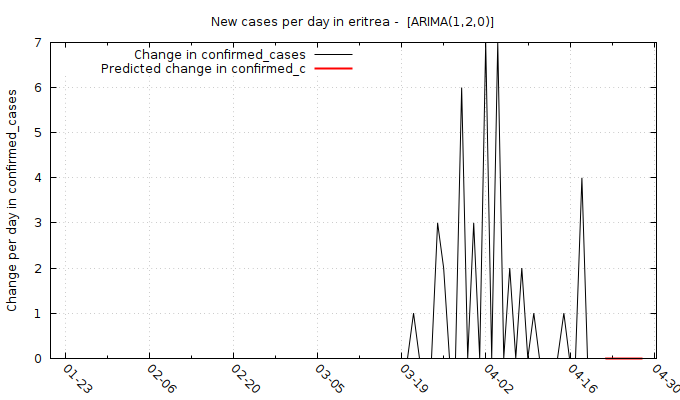 New cases per day in eritrea -  [ARIMA(1,2,0)]
Change in confirmed_cases
Predicted change in confirmed_c
Change per day in confirmed_cases
7
6
5
4
3
2
1
0
01-23 02-06 02-20 03-05 03-19 04-02 04-16 04-30